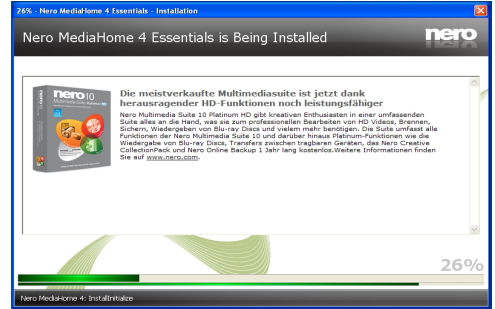 26% - Nero MediaHome 4 Essentials - Installation
Nero MediaHome 4 Essentials is Being Installed
nero
nero 10
Die meistverkaufte Multimediasuite ist jetzt dank
herausragender HD-Funktionen noch leistungsfähiger
Nero Multimedia Suite 10 Platinum HD gibt kreativen Enthusiasten in einer umfassenden
Suite alles an die Hand, was sie zum professionellen Bearbeiten von HD Videos, Brennen,
Sichern, Wiedergeben von Blu-ray Discs und vielem mehr benötigen. Die Suite umfasst alle
Funktionen der Nero Multimedia Suite 10 und darüber hinaus Platinum-Funktionen wie die
Wiedergabe von Blu-ray Discs, Transfers zwischen tragbaren Geräten, das Nero Creative
CollectionPack und Nero Online Backup 1 Jahr lang kostenlos.Weitere Informationen finden
Sie auf www.nero.com.
26%
Nero MediaHome 4: InstallInitialize